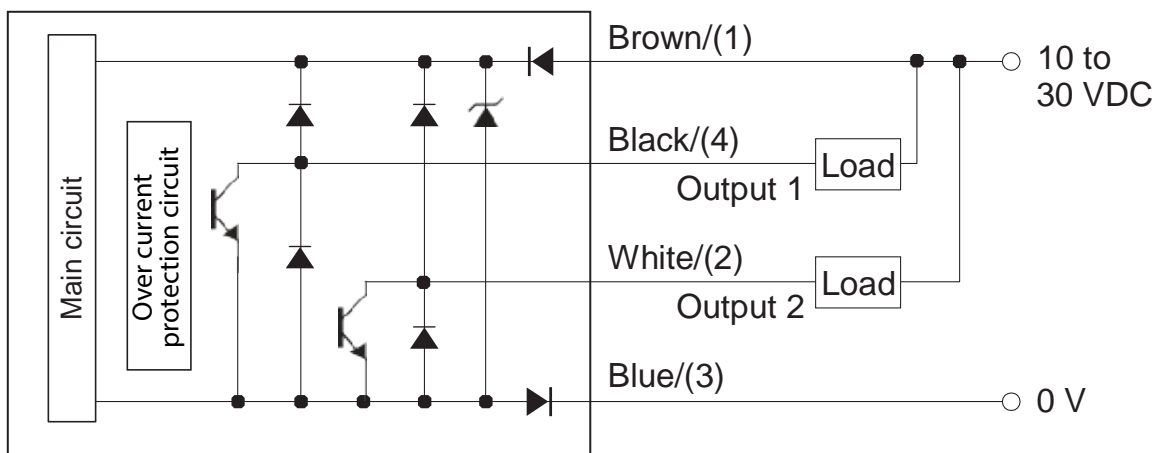 Main circuit
Over current
protection circuit
Brown/(1)
10 to
30 VDC
Black/(4)
Output 1
Load
White/(2)
Output 2
Load
Blue/(3)
0 V